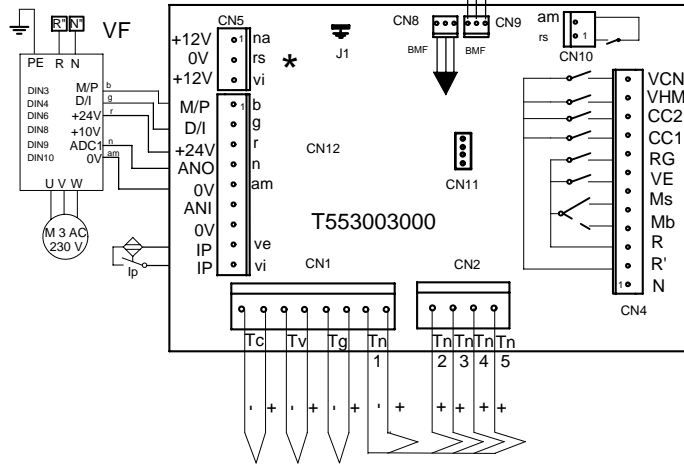 R" N" VF
PE R N
DIN3 M/P b
DIN4 D/I g
DIN6 +24V r
DIN8 +10V
DIN9 ADC1 n
DIN10 0V am
U V W
M 3 AC
230 V
Ip
CN5
+12V 1 na
0V rs
+12V vi
*
M/P 1 b
D/I g
+24V r
ANO n
0V am
ANI
0V
IP ve
IP vi
J1
CN12
CN8 CN9
BMF BMF
am
rs 1
CN10
CN11
T553003000
VCN
VHM
CC2
CC1
RG
VE
Ms
Mb
R
R'
1 N
CN4
CN1 CN2
Tc Tv Tg Tn Tn Tn Tn Tn
1 2 3 4 5
- + - + - + - + + + + +